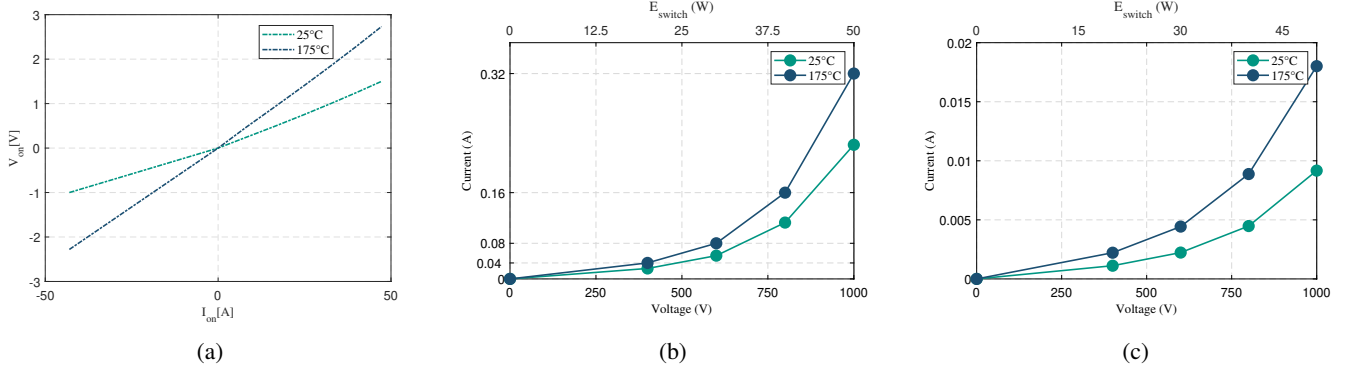 3
2
1
0
-1
-2
-3
-50
0
50
V_on[V]
I_on[A]
25°C
175°C
(a)
E_switch (W)
0
12.5
25
37.5
50
0.32
0.16
0.08
0.04
0
Current (A)
25°C
175°C
0
250
500
750
1000
Voltage (V)
(b)
E_switch (W)
0
15
30
45
0.02
0.015
0.01
0.005
0
Current (A)
25°C
175°C
0
250
500
750
1000
Voltage (V)
(c)